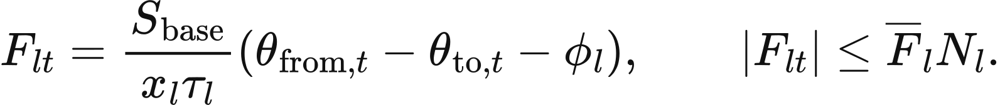 $F_{lt} = \frac{S_{\text{base}}}{x_l \tau_l} (\theta_{\text{from},t} - \theta_{\text{to},t} - \phi_l), \qquad |F_{lt}| \leq \overline{F}_l N_l.$